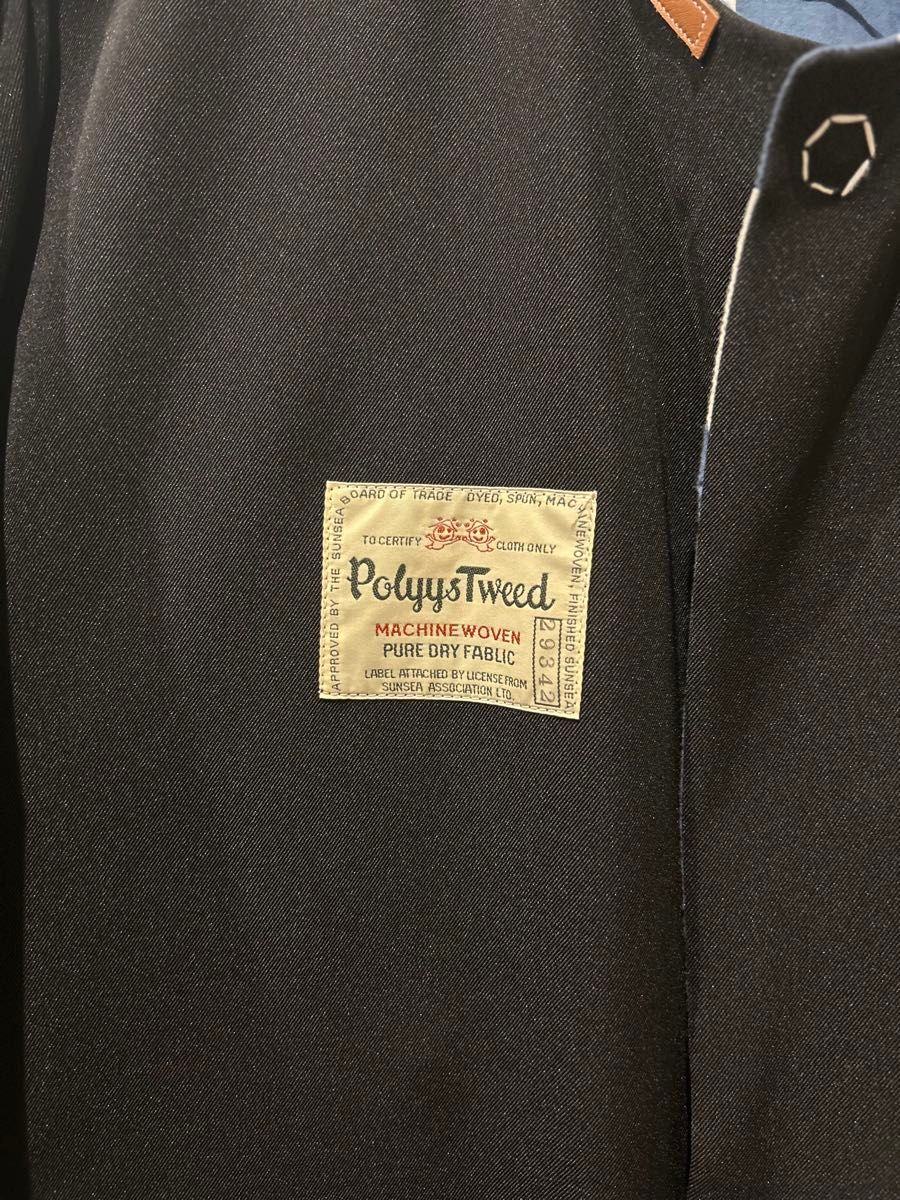 APPROVED BY THE SUNSEA BOARD OF TRADE DYED, SPUN, MACHINEWOVEN, FINISHED SUNSEA
TO CERTIFY CLOTH ONLY
PolyysTweed
MACHINEWOVEN
PURE DRY FABLIC
29342
LABEL ATTACHED BY LICENSE FROM
SUNSEA ASSOCIATION LTD.